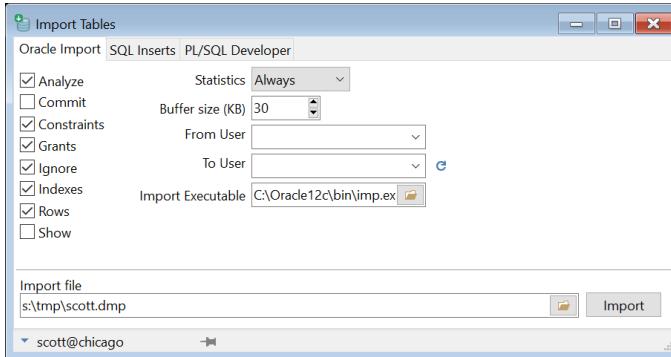 Import Tables
Oracle Import SQL Inserts PL/SQL Developer
Analyze
Commit
Constraints
Grants
Ignore
Indexes
Rows
Show
Statistics Always
Buffer size (KB) 30
From User
To User
Import Executable C:\Oracle12c\bin\imp.ex
Import file
s:\tmp\scott.dmp Import
scott@chicago